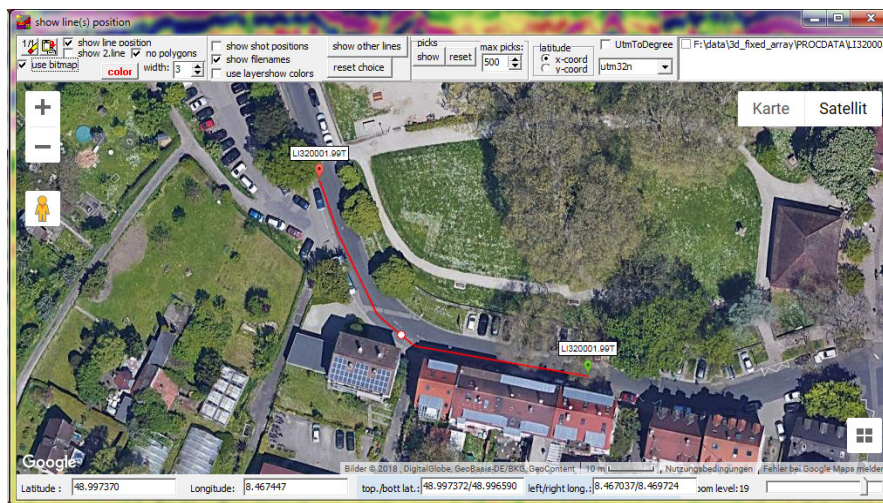 show line(s) position
1/1
show line position
show 2.line
no polygons
use bitmap
color
width:
3
show shot positions
show filenames
use layershow colors
show other lines
reset choice
picks
show
reset
max picks:
500
latitude
x-coord
y-coord
UtmToDegree
utm32n
F:\data\3d_fixed_array\PROCDATA\LI32000
Karte
Satellit
LI320001.99T
LI320001.99T
Google
Bilder © 2018 , DigitalGlobe, GeoBasis-DE/BKG, GeoContent
10 m
Nutzungsbedingungen
Fehler bei Google Maps melden
Latitude :
48.997370
Longitude:
8.467447
top./bott lat.:
48.997372/48.996590
left/right long.:
8.467037/8.469724
oom level: 19